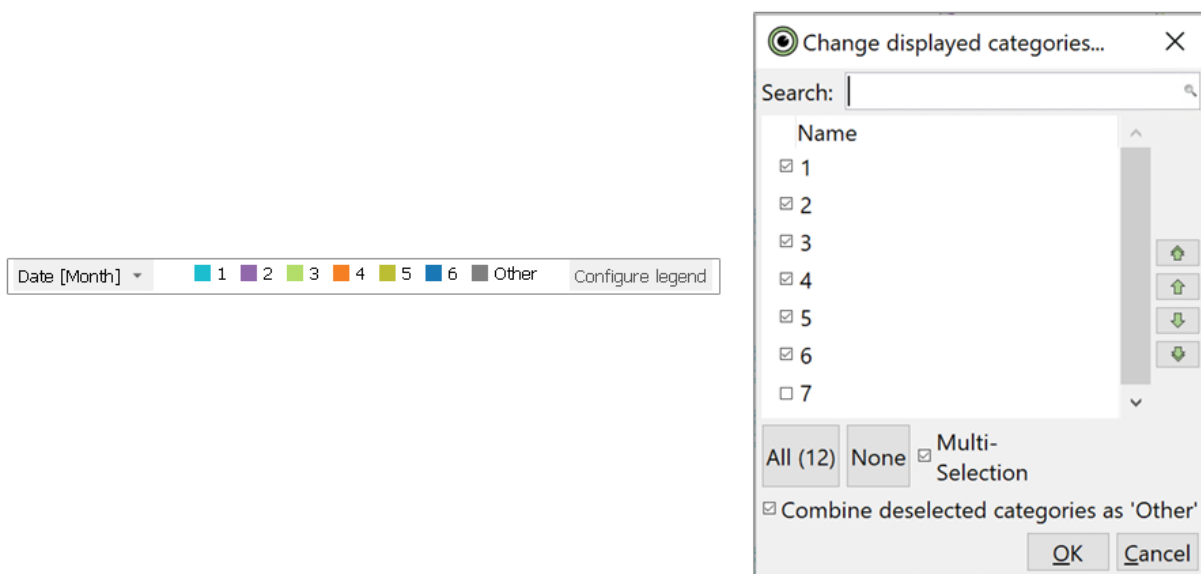 Date [Month] 1 2 3 4 5 6 Other Configure legend
Change displayed categories...
Search:
Name
1
2
3
4
5
6
7
All (12) None Multi-
Selection
Combine deselected categories as 'Other'
OK Cancel